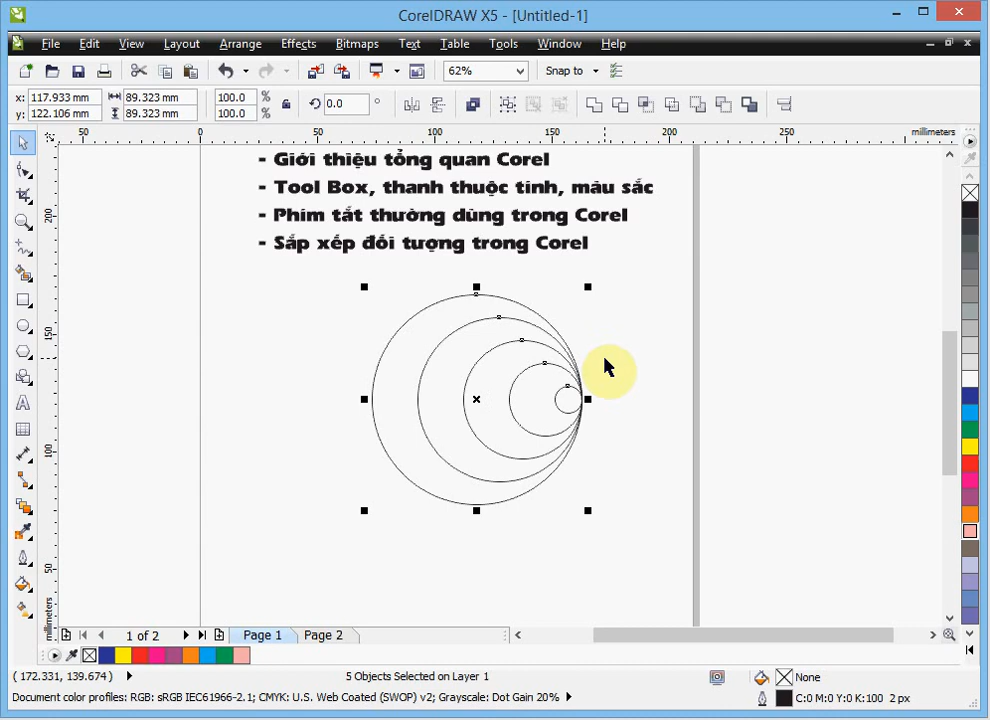 CorelDRAW X5 - [Untitled-1]
File Edit View Layout Arrange Effects Bitmaps Text Table Tools Window Help
62% Snap to
x: 117.933 mm 89.323 mm 100.0 % 0.0 °
y: 122.106 mm 89.323 mm 100.0 %
50 0 50 100 150 200 250 millimeters
200
150
100
50
millimeters
- Giới thiệu tổng quan Corel
- Tool Box, thanh thuộc tính, màu sắc
- Phím tắt thường dùng trong Corel
- Sắp xếp đối tượng trong Corel
1 of 2 Page 1 Page 2
( 172.331, 139.674 ) 5 Objects Selected on Layer 1 None
Document color profiles: RGB: sRGB IEC61966-2.1; CMYK: U.S. Web Coated (SWOP) v2; Grayscale: Dot Gain 20% C:0 M:0 Y:0 K:100 2 px